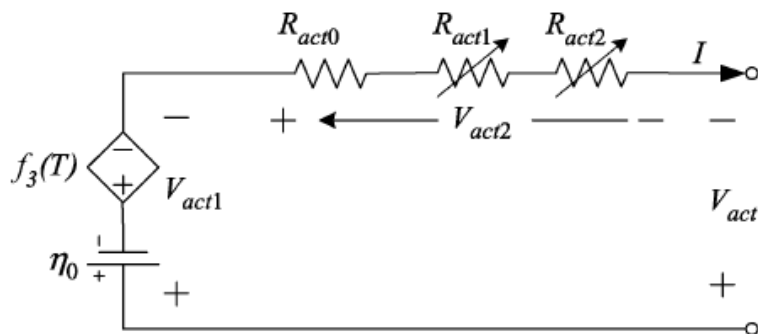 R_act0 R_act1 R_act2 I
− + V_act2 − −
f_3(T) − + V_act1 V_act
η_0 - + + +